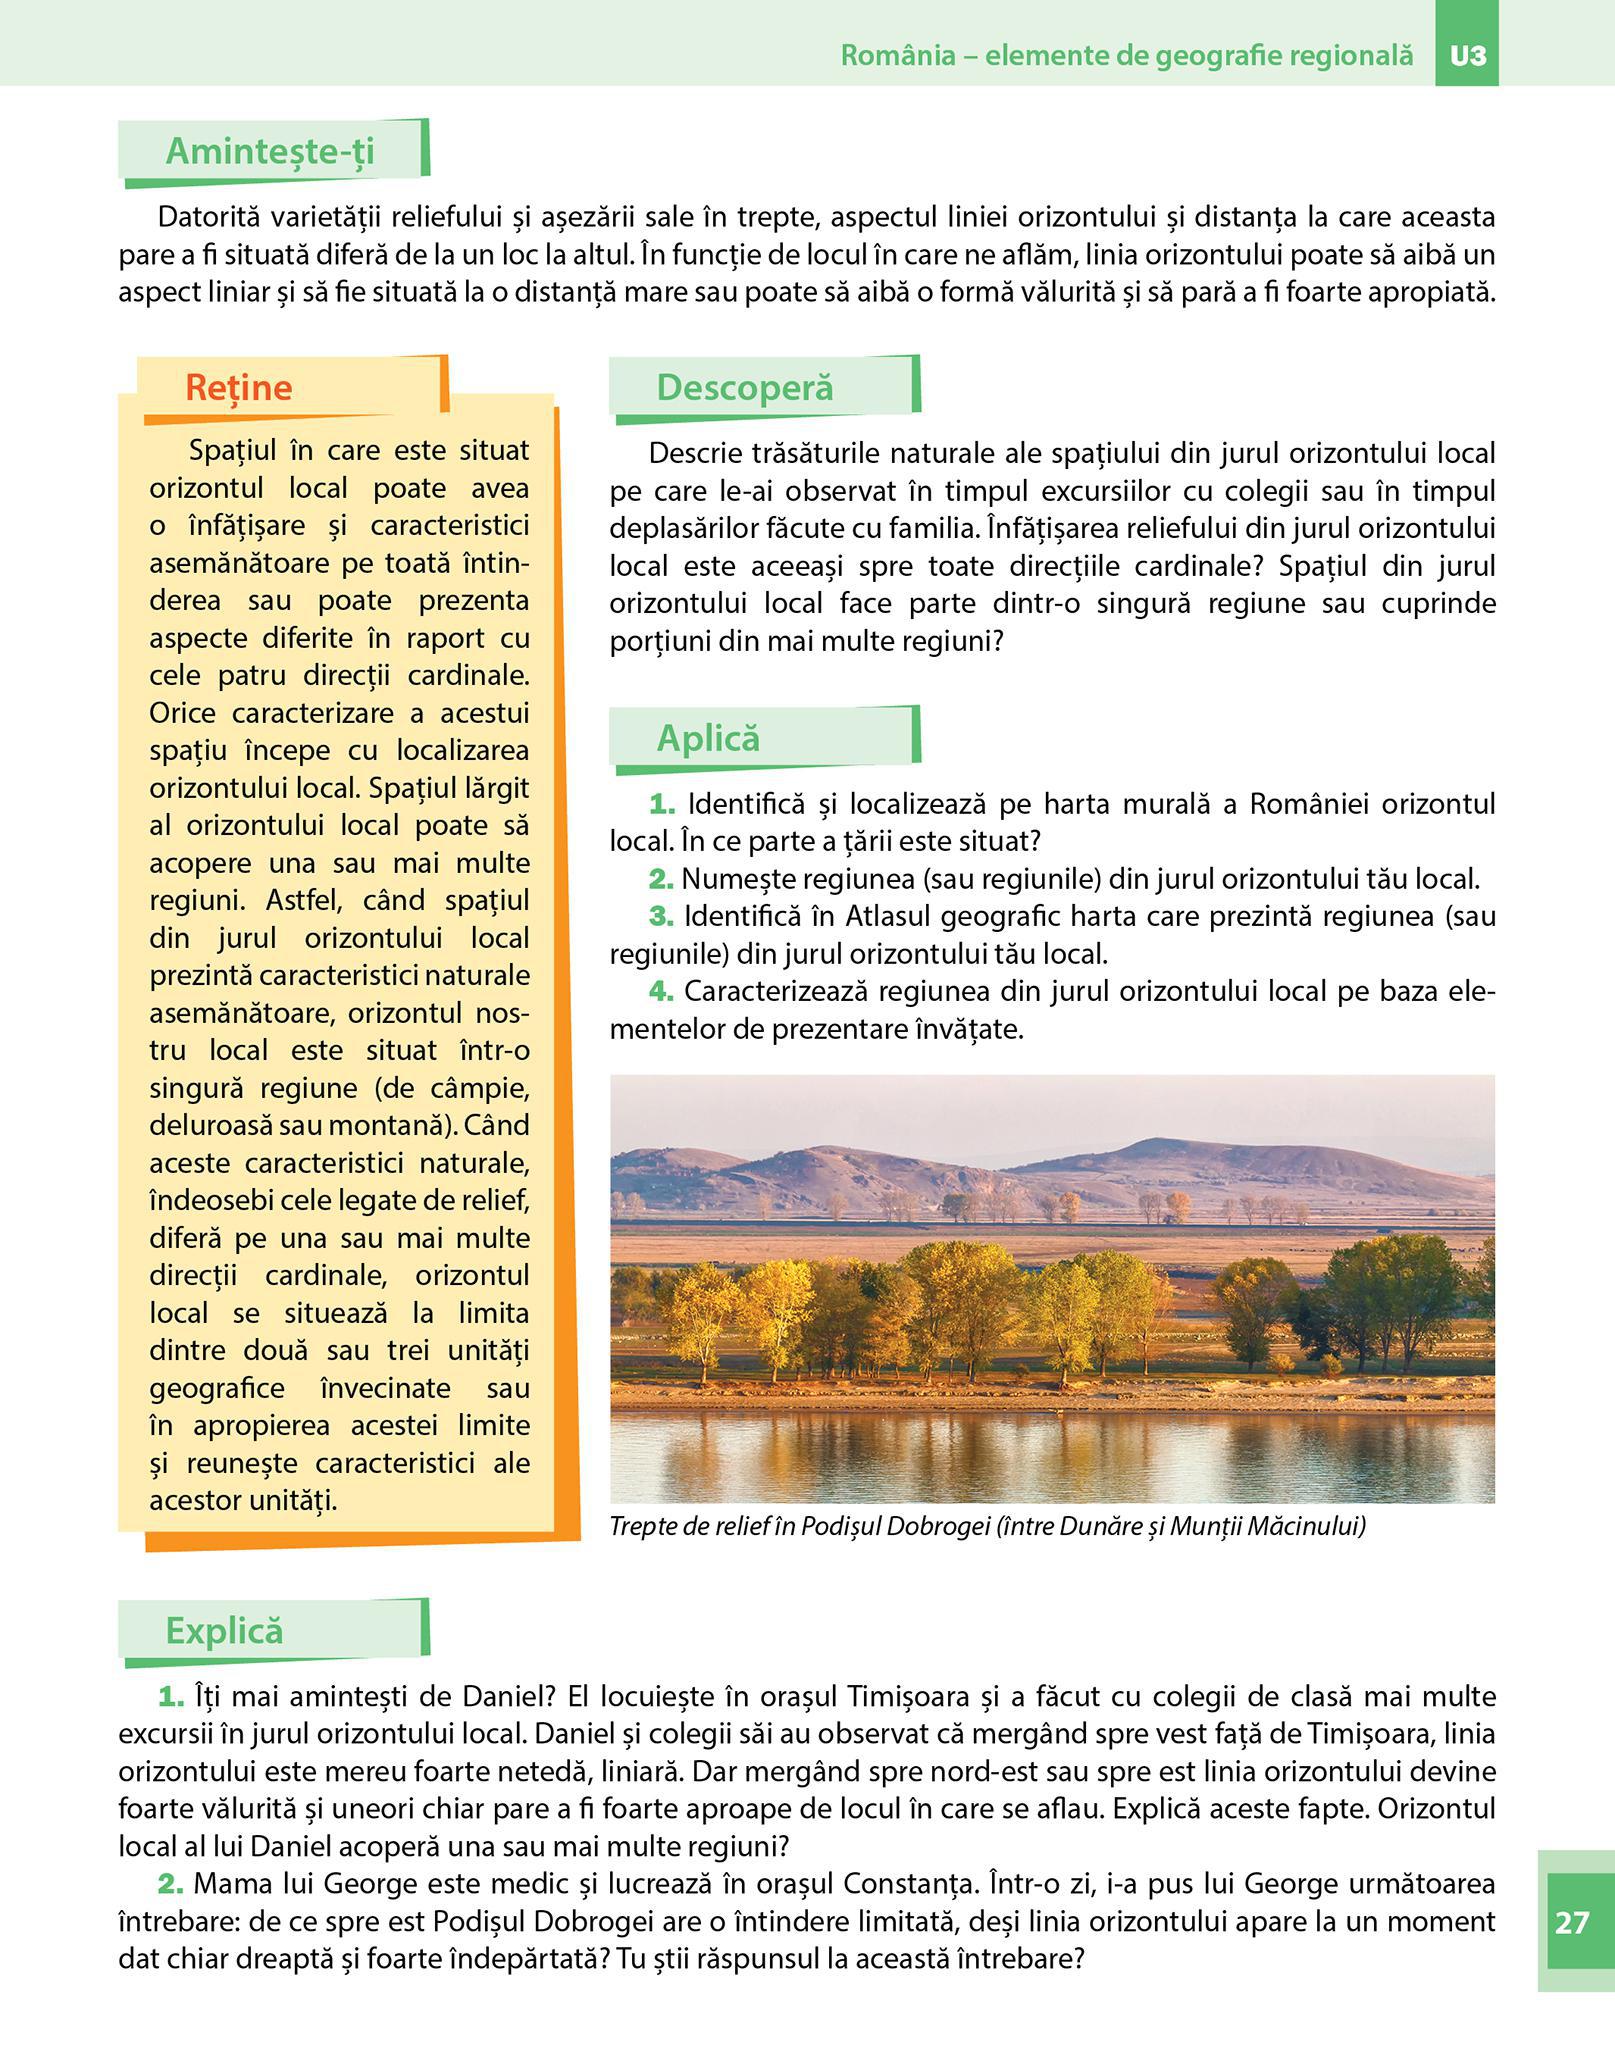 România – elemente de geografie regională U3
Amintește-ți
Datorită varietății reliefului și așezării sale în trepte, aspectul liniei orizontului și distanța la care aceasta
pare a fi situată diferă de la un loc la altul. În funcție de locul în care ne aflăm, linia orizontului poate să aibă un
aspect liniar și să fie situată la o distanță mare sau poate să aibă o formă vălurită și să pară a fi foarte apropiată.
Reține
Spațiul în care este situat
orizontul local poate avea
o înfățișare și caracteristici
asemănătoare pe toată întin-
derea sau poate prezenta
aspecte diferite în raport cu
cele patru direcții cardinale.
Orice caracterizare a acestui
spațiu începe cu localizarea
orizontului local. Spațiul lărgit
al orizontului local poate să
acopere una sau mai multe
regiuni. Astfel, când spațiul
din jurul orizontului local
prezintă caracteristici naturale
asemănătoare, orizontul nos-
tru local este situat într-o
singură regiune (de câmpie,
deluroasă sau montană). Când
aceste caracteristici naturale,
îndeosebi cele legate de relief,
diferă pe una sau mai multe
direcții cardinale, orizontul
local se situează la limita
dintre două sau trei unități
geografice învecinate sau
în apropierea acestei limite
și reunește caracteristici ale
acestor unități.
Descoperă
Descrie trăsăturile naturale ale spațiului din jurul orizontului local
pe care le-ai observat în timpul excursiilor cu colegii sau în timpul
deplasărilor făcute cu familia. Înfățișarea reliefului din jurul orizontului
local este aceeași spre toate direcțiile cardinale? Spațiul din jurul
orizontului local face parte dintr-o singură regiune sau cuprinde
porțiuni din mai multe regiuni?
Aplică
1. Identifică și localizează pe harta murală a României orizontul
local. În ce parte a țării este situat?
2. Numește regiunea (sau regiunile) din jurul orizontului tău local.
3. Identifică în Atlasul geografic harta care prezintă regiunea (sau
regiunile) din jurul orizontului tău local.
4. Caracterizează regiunea din jurul orizontului local pe baza ele-
mentelor de prezentare învățate.
Trepte de relief în Podișul Dobrogei (între Dunăre și Munții Măcinului)
Explică
1. Îți mai amintești de Daniel? El locuiește în orașul Timișoara și a făcut cu colegii de clasă mai multe
excursii în jurul orizontului local. Daniel și colegii săi au observat că mergând spre vest față de Timișoara, linia
orizontului este mereu foarte netedă, liniară. Dar mergând spre nord-est sau spre est linia orizontului devine
foarte vălurită și uneori chiar pare a fi foarte aproape de locul în care se aflau. Explică aceste fapte. Orizontul
local al lui Daniel acoperă una sau mai multe regiuni?
2. Mama lui George este medic și lucrează în orașul Constanța. Într-o zi, i-a pus lui George următoarea
întrebare: de ce spre est Podișul Dobrogei are o întindere limitată, deși linia orizontului apare la un moment
dat chiar dreaptă și foarte îndepărtată? Tu știi răspunsul la această întrebare?
27